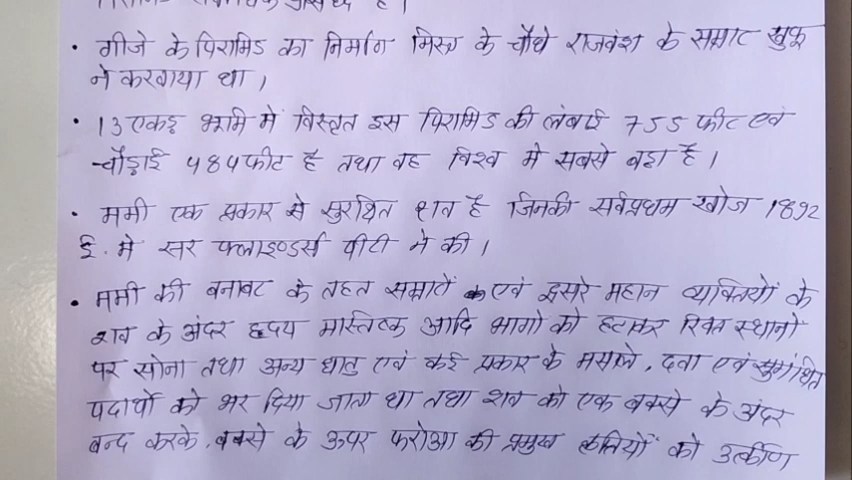 • गीजे के पिरामिड का निर्माण मिस्त्र के चौथे राजवंश के सम्राट खुफू
ने करवाया था ,
• 13 एकड़ भूमि में विस्तृत इस पिरामिड की लंबाई 755 फीट एवं
चौड़ाई 484 फीट है तथा वह विश्व मे सबसे बड़ा है ।
• ममी एक प्रकार से सुरक्षित शव है जिनकी सर्वप्रथम खोज 1892
ई. मे सर फ्लाइण्डर्स पीटी ने की ।
• ममी की बनावट के तहत सम्राटों एवं दूसरे महान व्यक्तियों के
शव के अंदर हृदय मास्तिष्क आदि भागो को हटाकर रिक्त स्थानो
पर सोना तथा अन्य धातु एवं कई प्रकार के मसाले , दवा एवं सुगंधित
पदार्थो को भर दिया जाता था तथा शव को एक बक्से के अंदर
बन्द करके , बक्से के ऊपर फरोआ की प्रमुख कृतियों को उत्कीर्ण